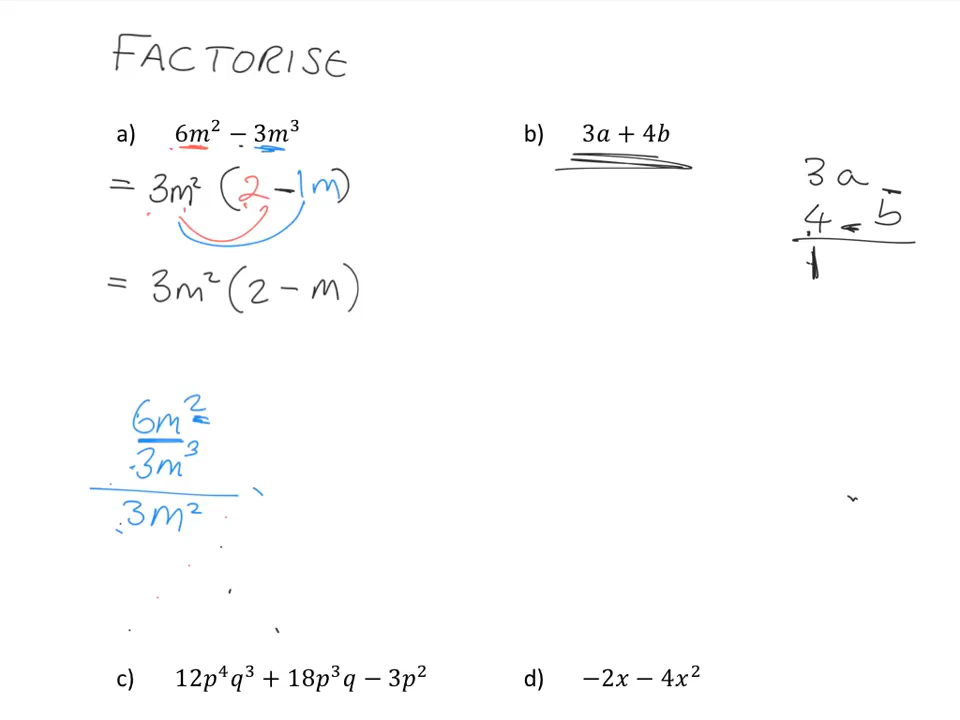 FACTORISE
a) 6m² − 3m³
= 3m² (2 − 1m)
= 3m² (2 − m)
6m²
3m³
3m²
b) 3a + 4b
3a
4 b
1
c) 12p⁴q³ + 18p³q − 3p²
d) −2x − 4x²